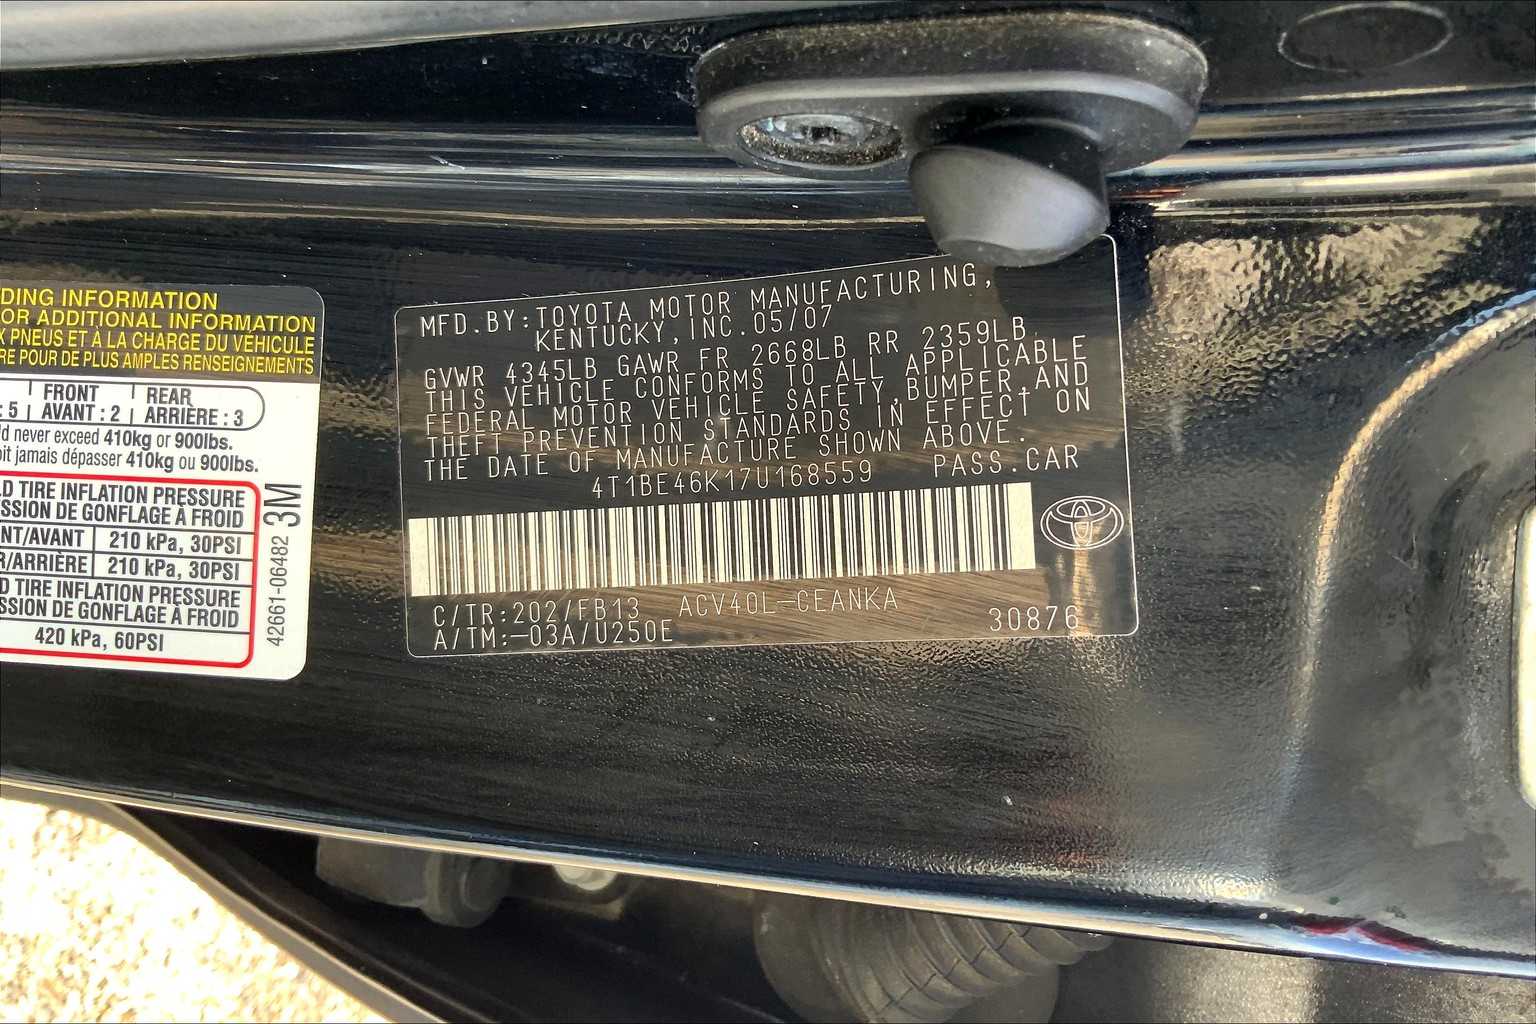 DING INFORMATION
OR ADDITIONAL INFORMATION
X PNEUS ET À LA CHARGE DU VÉHICULE
RE POUR DE PLUS AMPLES RENSEIGNEMENTS
: 5 | FRONT AVANT : 2 | REAR ARRIÈRE : 3
d never exceed 410kg or 900lbs.
oit jamais dépasser 410kg ou 900lbs.
D TIRE INFLATION PRESSURE
SSION DE GONFLAGE À FROID
NT/AVANT 210 kPa, 30PSI
R/ARRIÈRE 210 kPa, 30PSI
D TIRE INFLATION PRESSURE
SSION DE GONFLAGE À FROID
420 kPa, 60PSI
42661-06482 3M
MFD.BY:TOYOTA MOTOR MANUFACTURING,
KENTUCKY,INC.05/07
GVWR 4345LB GAWR FR 2668LB RR 2359LB
THIS VEHICLE CONFORMS TO ALL APPLICABLE
FEDERAL MOTOR VEHICLE SAFETY,BUMPER,AND
THEFT PREVENTION STANDARDS IN EFFECT ON
THE DATE OF MANUFACTURE SHOWN ABOVE.
4T1BE46K17U168559 PASS.CAR
C/TR:202/FB13 ACV40L-CEANKA
A/TM:-03A/U250E 30876